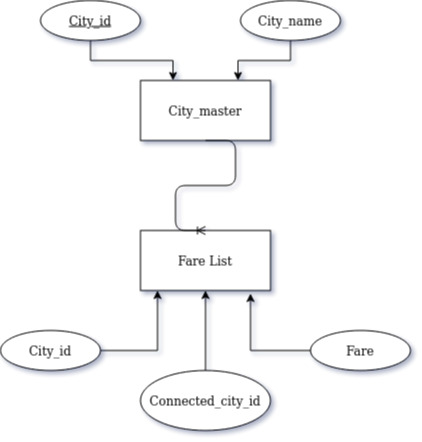 City_id
City_name
City_master
Fare List
City_id
Fare
Connected_city_id